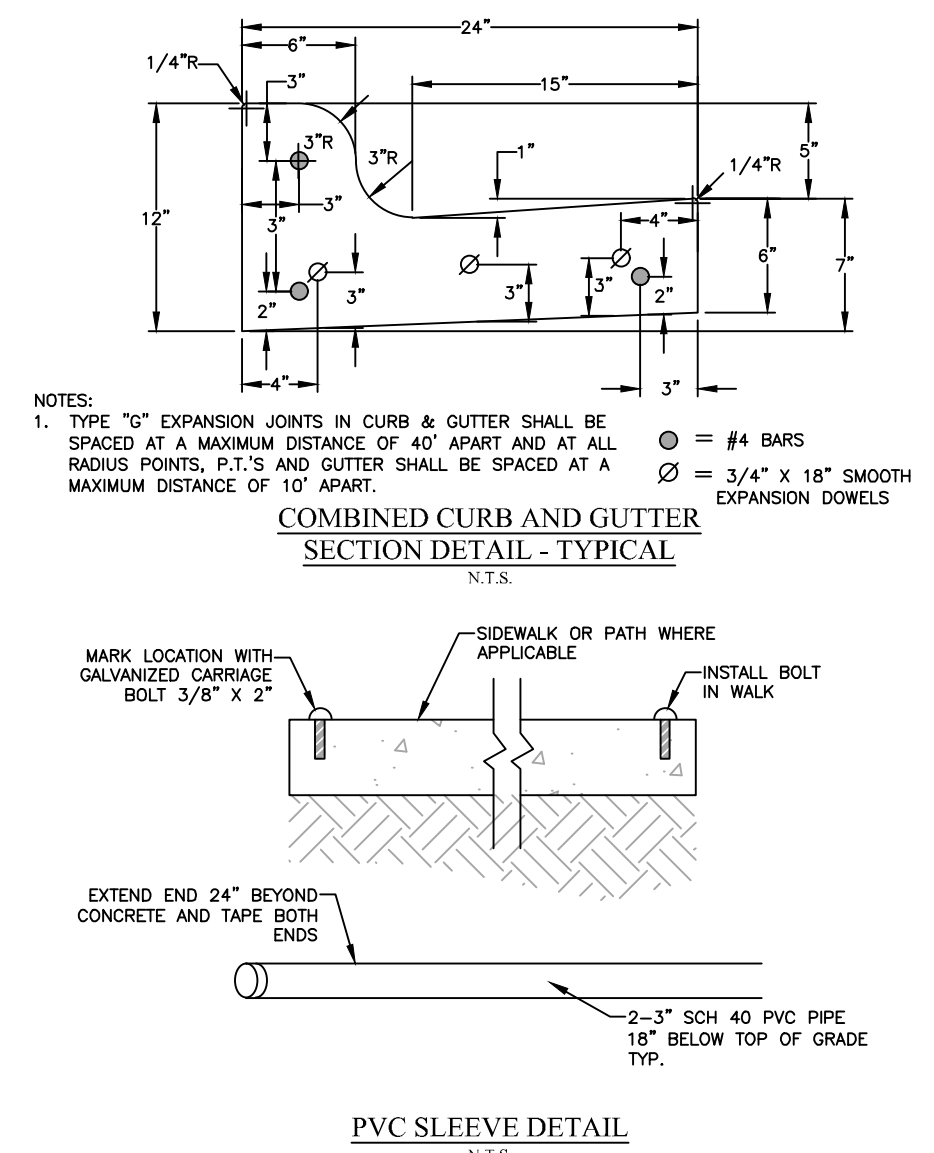 24"
6"
1/4"R
3"
15"
3"R
3"R
1"
5"
1/4"R
3"
12"
3"
4"
6"
7"
3"
3"
3"
2"
2"
4"
3"
NOTES:
1. TYPE "G" EXPANSION JOINTS IN CURB & GUTTER SHALL BE
SPACED AT A MAXIMUM DISTANCE OF 40' APART AND AT ALL
RADIUS POINTS, P.T.'S AND GUTTER SHALL BE SPACED AT A
MAXIMUM DISTANCE OF 10' APART.
= #4 BARS
= 3/4" X 18" SMOOTH
EXPANSION DOWELS
COMBINED CURB AND GUTTER
SECTION DETAIL - TYPICAL
N.T.S.
MARK LOCATION WITH
GALVANIZED CARRIAGE
BOLT 3/8" X 2"
SIDEWALK OR PATH WHERE
APPLICABLE
INSTALL BOLT
IN WALK
EXTEND END 24" BEYOND
CONCRETE AND TAPE BOTH
ENDS
2-3" SCH 40 PVC PIPE
18" BELOW TOP OF GRADE
TYP.
PVC SLEEVE DETAIL
N.T.S.